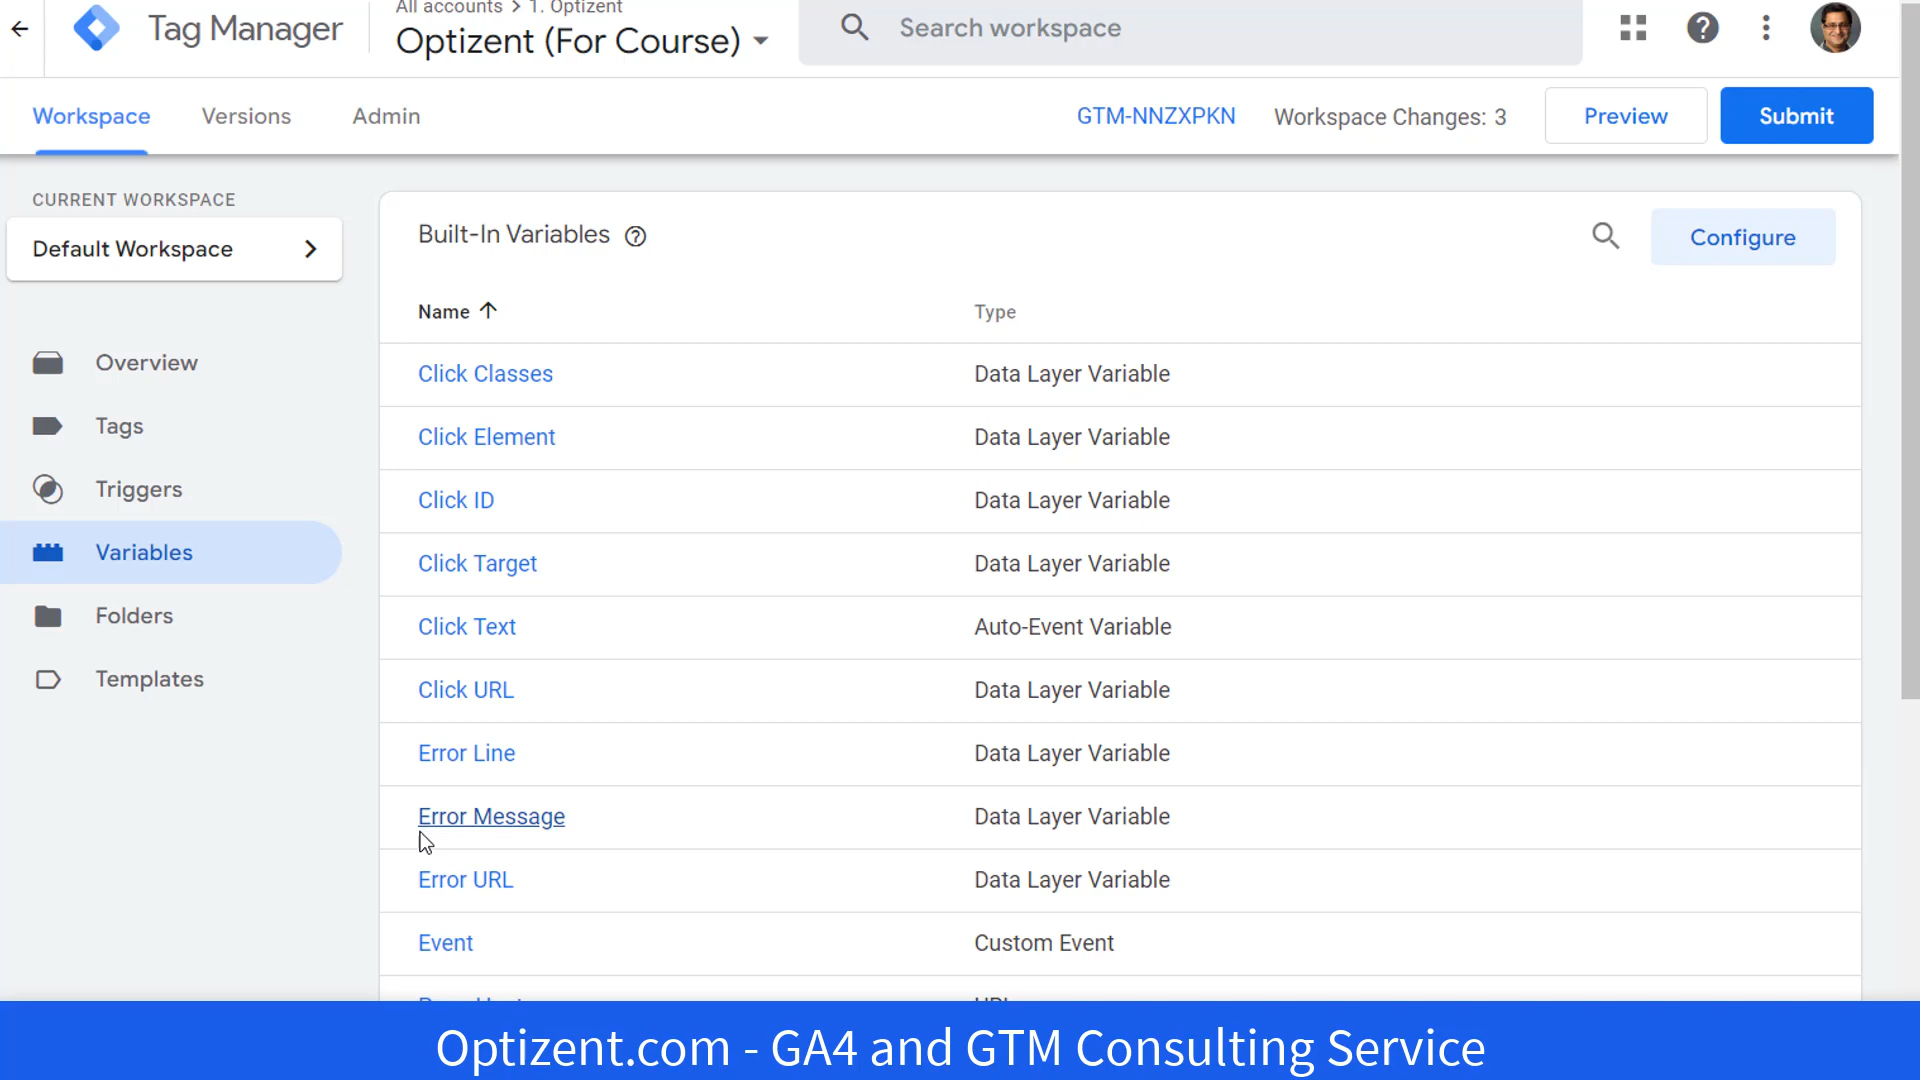 All accounts > 1. Optizent
Tag Manager
Optizent (For Course)
Search workspace
Workspace Versions Admin
GTM-NNZXPKN Workspace Changes: 3 Preview Submit
CURRENT WORKSPACE
Default Workspace
Overview
Tags
Triggers
Variables
Folders
Templates
Built-In Variables
Configure
Name Type
Click Classes Data Layer Variable
Click Element Data Layer Variable
Click ID Data Layer Variable
Click Target Data Layer Variable
Click Text Auto-Event Variable
Click URL Data Layer Variable
Error Line Data Layer Variable
Error Message Data Layer Variable
Error URL Data Layer Variable
Event Custom Event
Optizent.com - GA4 and GTM Consulting Service